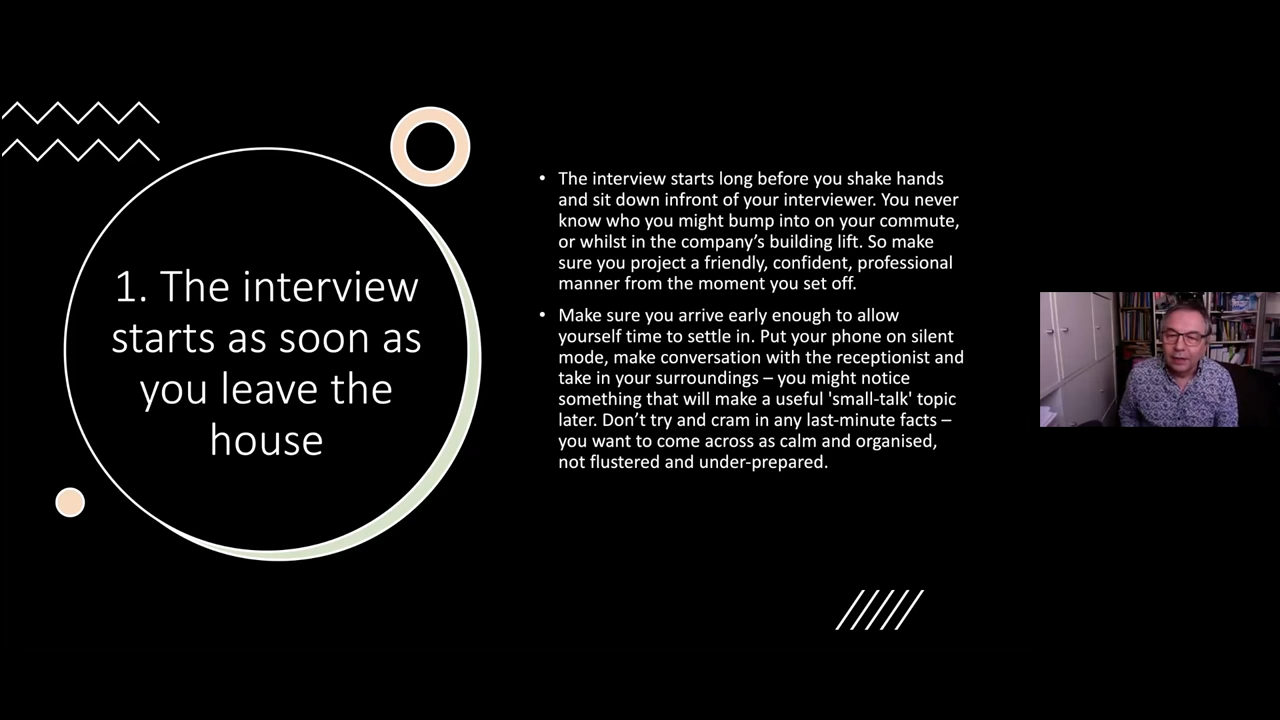 1. The interview
starts as soon as
you leave the
house
• The interview starts long before you shake hands
and sit down infront of your interviewer. You never
know who you might bump into on your commute,
or whilst in the company’s building lift. So make
sure you project a friendly, confident, professional
manner from the moment you set off.
• Make sure you arrive early enough to allow
yourself time to settle in. Put your phone on silent
mode, make conversation with the receptionist and
take in your surroundings – you might notice
something that will make a useful 'small-talk' topic
later. Don’t try and cram in any last-minute facts –
you want to come across as calm and organised,
not flustered and under-prepared.